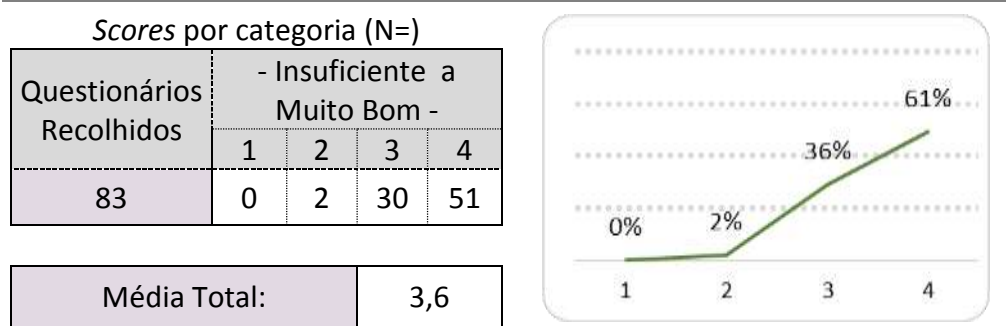 Scores por categoria (N=)
Questionários Recolhidos
- Insuficiente a
Muito Bom -
1 2 3 4
83 0 2 30 51
Média Total: 3,6
61%
36%
0% 2%
1 2 3 4